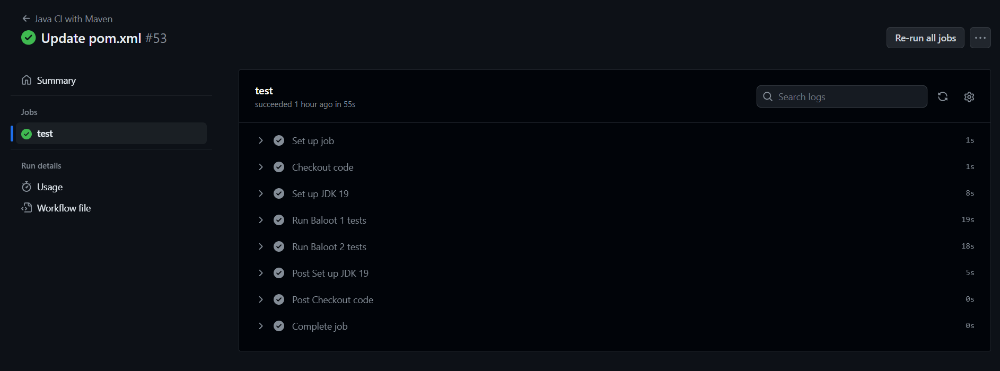 Java CI with Maven
Update pom.xml #53
Re-run all jobs
Summary
Jobs
test
Run details
Usage
Workflow file
test
succeeded 1 hour ago in 55s
Search logs
Set up job 1s
Checkout code 1s
Set up JDK 19 8s
Run Baloot 1 tests 19s
Run Baloot 2 tests 18s
Post Set up JDK 19 5s
Post Checkout code 0s
Complete job 0s